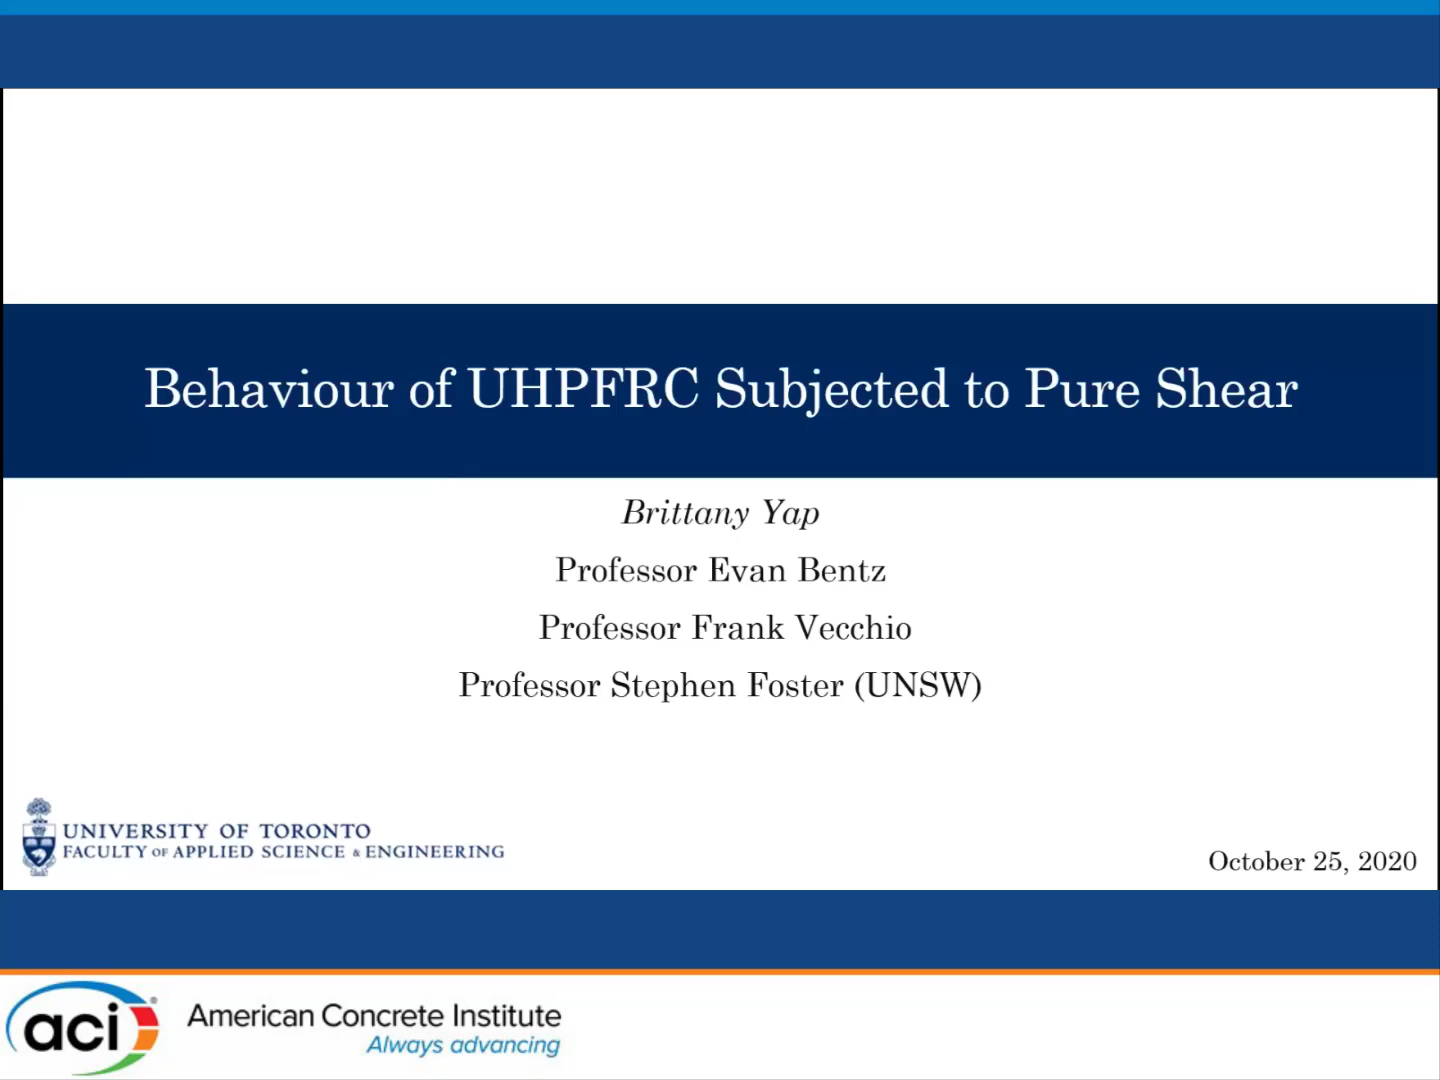 Behaviour of UHPFRC Subjected to Pure Shear
Brittany Yap
Professor Evan Bentz
Professor Frank Vecchio
Professor Stephen Foster (UNSW)
UNIVERSITY OF TORONTO
FACULTY OF APPLIED SCIENCE & ENGINEERING
October 25, 2020
aci®
American Concrete Institute
Always advancing